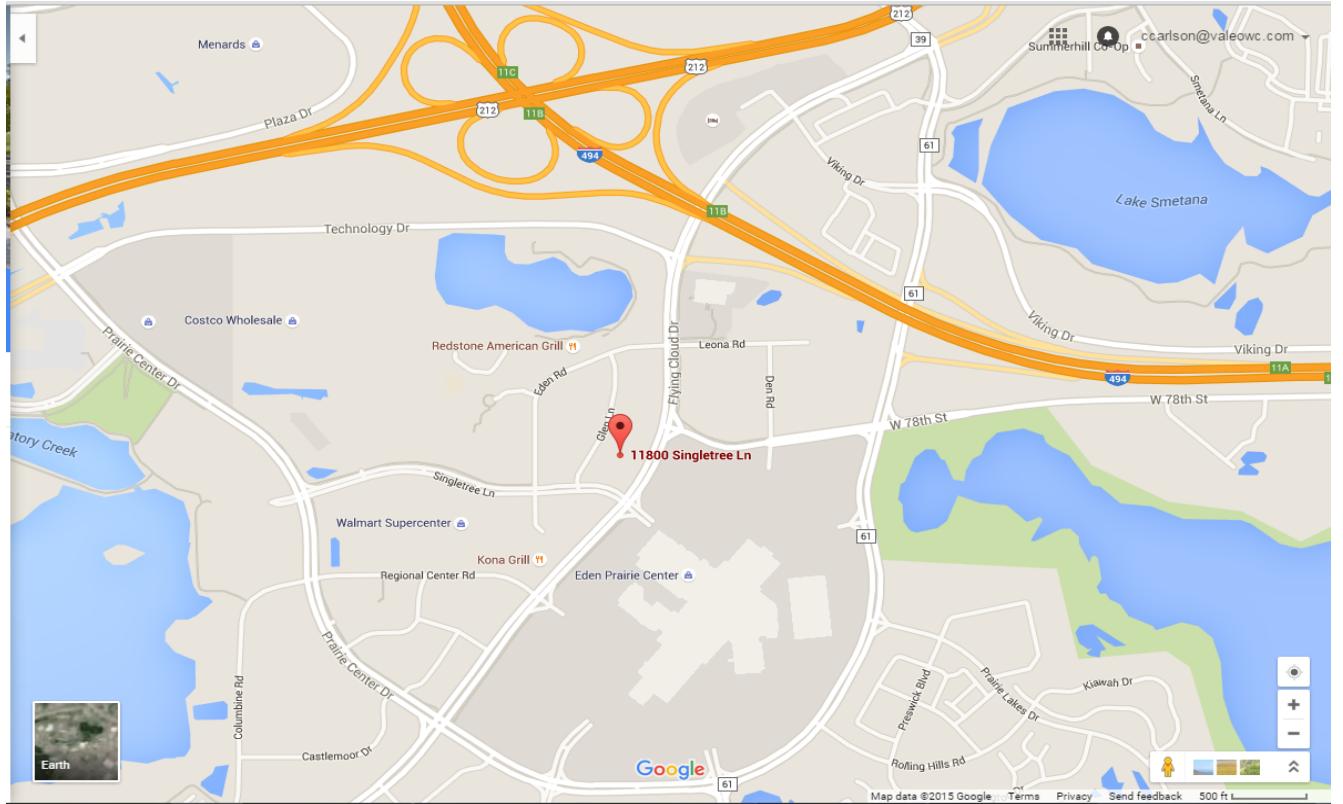 212
Menards
39
ccarlson@valeowc.com
Summerhill Co-Op
11C
212
212
11B
Plaza Dr
Smetana Ln
61
494
Viking Dr
Lake Smetana
11B
Technology Dr
61
Costco Wholesale
Prairie Center Dr
Redstone American Grill
Flying Cloud Dr
Leona Rd
Viking Dr
Viking Dr
Eden Rd
Den Rd
494
11A
W 78th St
W 78th St
Glen Ln
atory Creek
11800 Singletree Ln
Singletree Ln
Walmart Supercenter
61
Kona Grill
Regional Center Rd
Eden Prairie Center
Prairie Center Dr
Columbine Rd
Preswick Blvd
Prairie Lakes Dr
Kiawah Dr
Castlemoor Dr
Rolling Hills Rd
Earth
Google
61
Map data ©2015 Google Terms Privacy Send feedback 500 ft